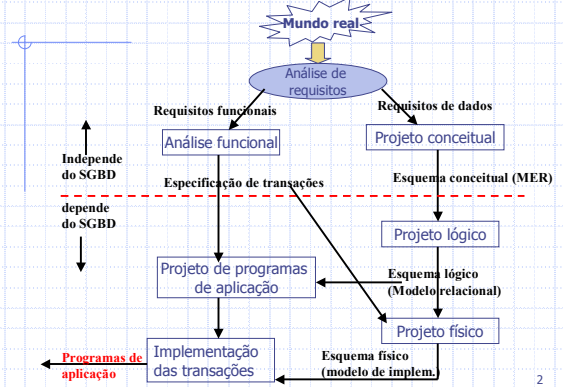 Mundo real
Análise de
requisitos
Requisitos funcionais
Requisitos de dados
Análise funcional
Projeto conceitual
Independe
do SGBD
Especificação de transações
Esquema conceitual (MER)
depende
do SGBD
Projeto lógico
Projeto de programas
de aplicação
Esquema lógico
(Modelo relacional)
Projeto físico
Programas de
aplicação
Implementação
das transações
Esquema físico
(modelo de implem.)
2